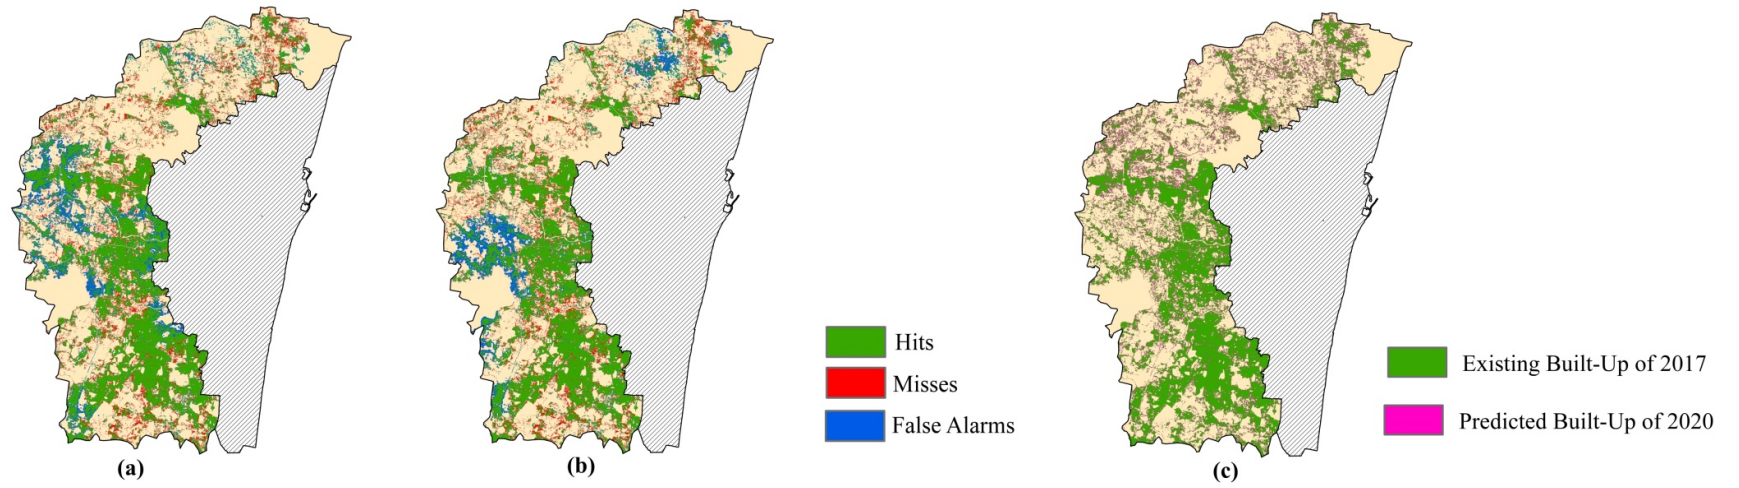 Hits
Misses
False Alarms
Existing Built-Up of 2017
Predicted Built-Up of 2020
(a)
(b)
(c)